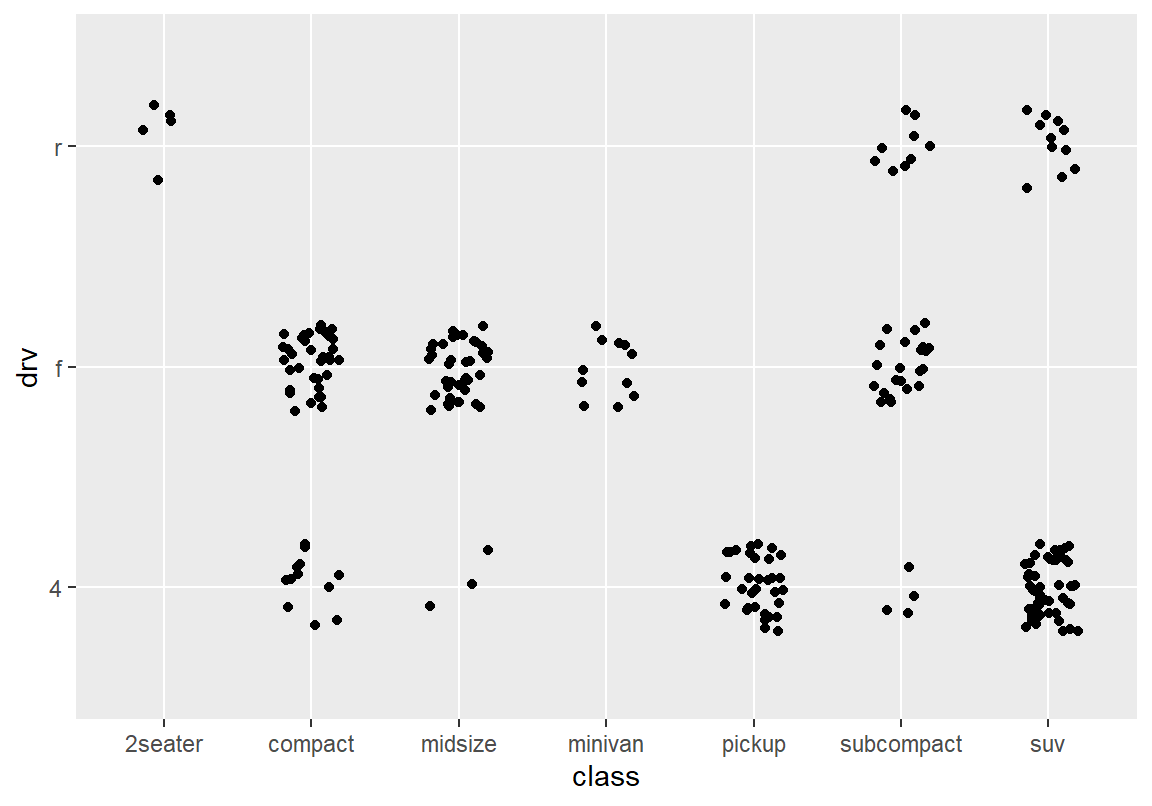 r
f
4
drv
2seater compact midsize minivan pickup subcompact suv
class